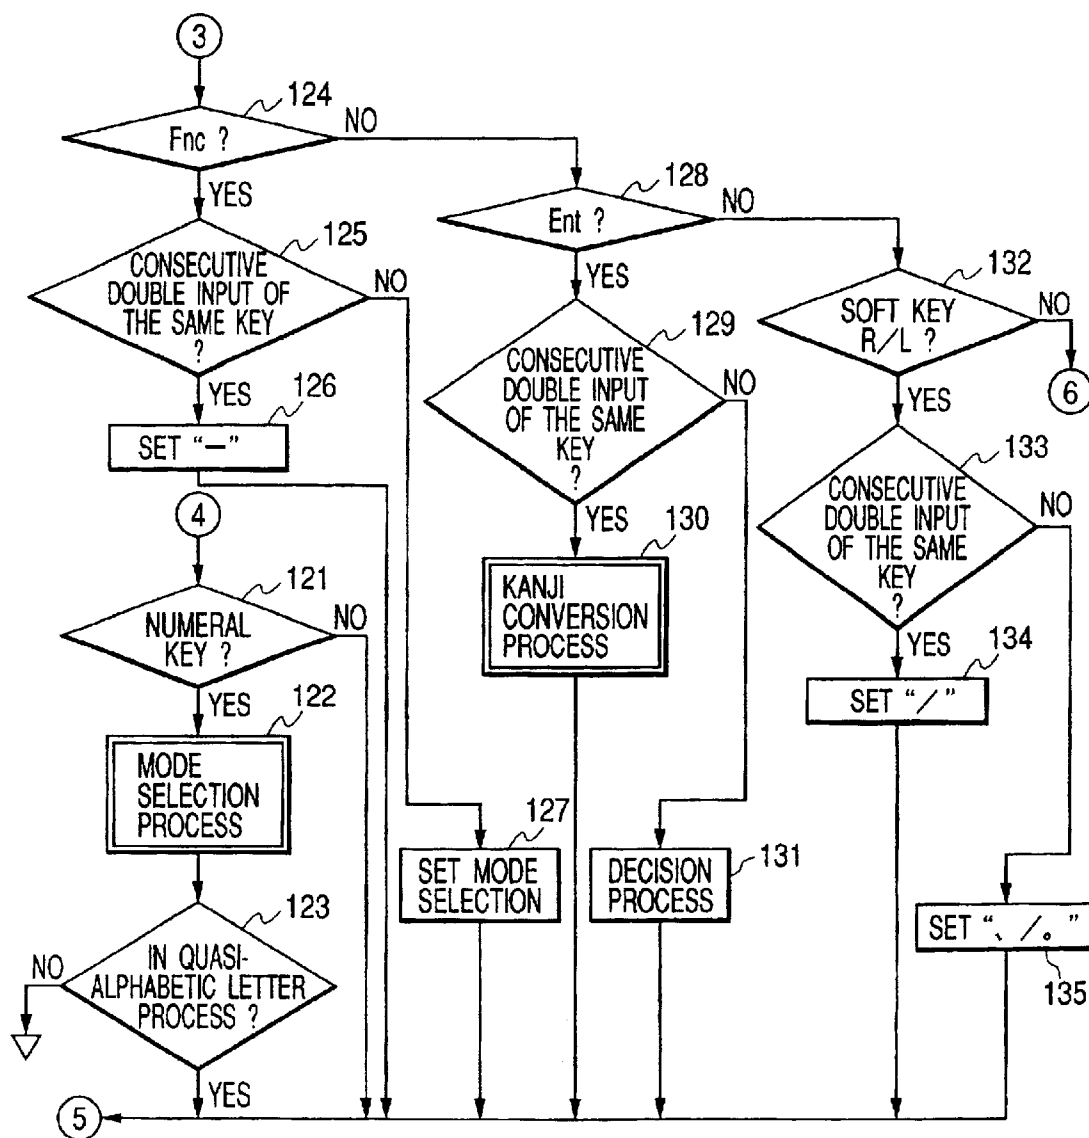 3
124
Fnc ?
NO
YES
128
Ent ?
NO
YES
125
CONSECUTIVE
DOUBLE INPUT OF
THE SAME KEY
?
NO
YES
132
SOFT KEY
R/L ?
NO
YES
6
129
CONSECUTIVE
DOUBLE INPUT
OF THE SAME
KEY
?
NO
YES
126
SET “—”
133
CONSECUTIVE
DOUBLE INPUT
OF THE SAME
KEY
?
NO
YES
4
121
NUMERAL
KEY ?
NO
YES
130
KANJI
CONVERSION
PROCESS
134
SET “/”
122
MODE
SELECTION
PROCESS
127
SET MODE
SELECTION
131
DECISION
PROCESS
123
IN QUASI-
ALPHABETIC LETTER
PROCESS ?
NO
YES
SET “、/。”
135
5